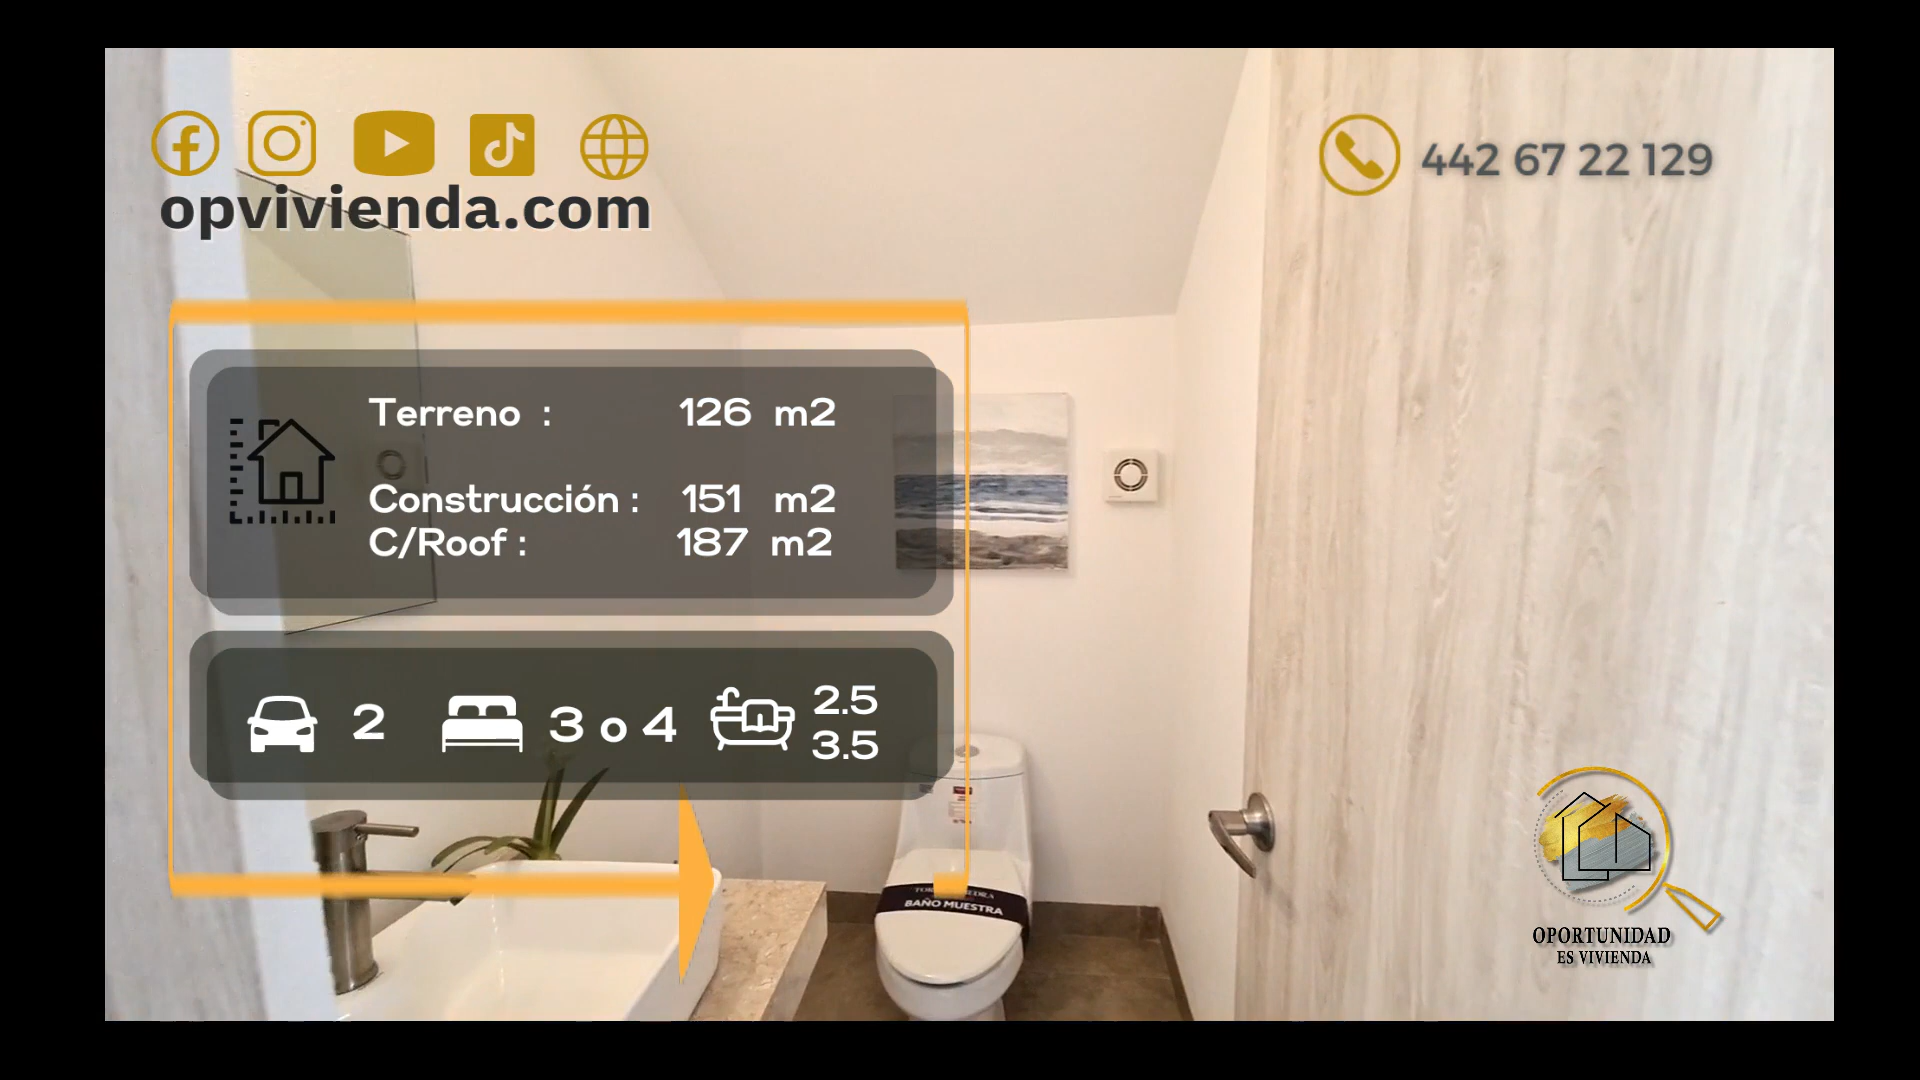 opvivienda.com
442 67 22 129
Terreno : 126 m2
Construcción : 151 m2
C/Roof : 187 m2
2 3 o 4 2.5
3.5
BAÑO MUESTRA
OPORTUNIDAD
ES VIVIENDA